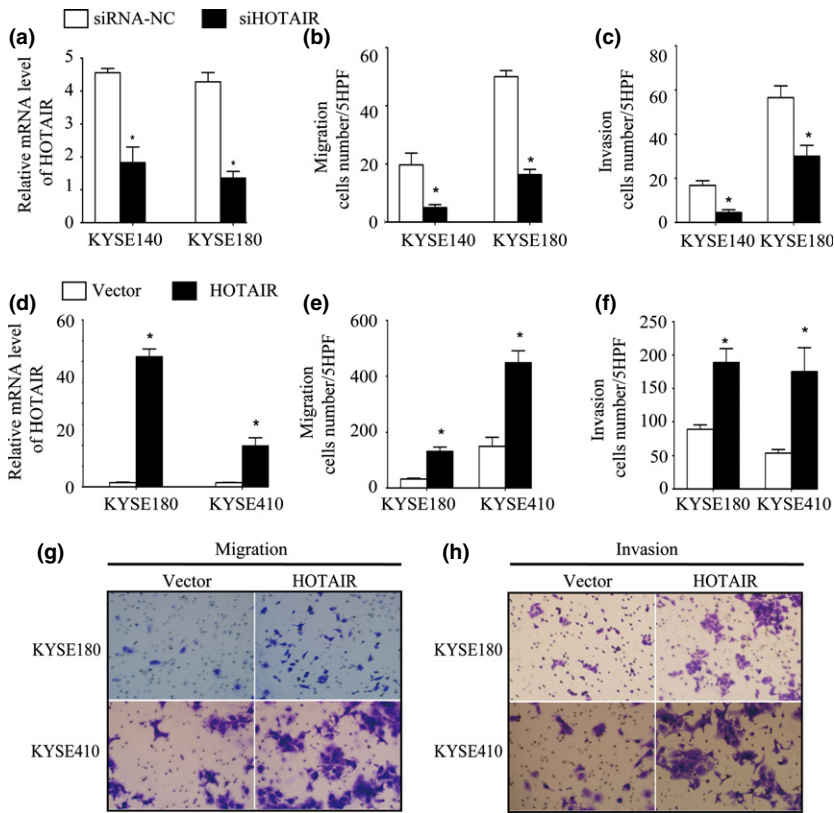 siRNA-NC siHOTAIR
(a)
Relative mRNA level
of HOTAIR
5
4
3
2
1
0
*
*
KYSE140 KYSE180
(b)
Migration
cells number/5HPF
60
40
20
0
*
*
KYSE140 KYSE180
(c)
Invasion
cells number/5HPF
80
60
40
20
0
*
*
KYSE140 KYSE180
Vector HOTAIR
(d)
Relative mRNA level
of HOTAIR
60
40
20
0
*
*
KYSE180 KYSE410
(e)
Migration
cells number/5HPF
600
400
200
0
*
*
KYSE180 KYSE410
(f)
Invasion
cells number/5HPF
250
200
150
100
50
0
*
*
KYSE180 KYSE410
(g)
Migration
Vector HOTAIR
KYSE180
KYSE410
(h)
Invasion
Vector HOTAIR
KYSE180
KYSE410